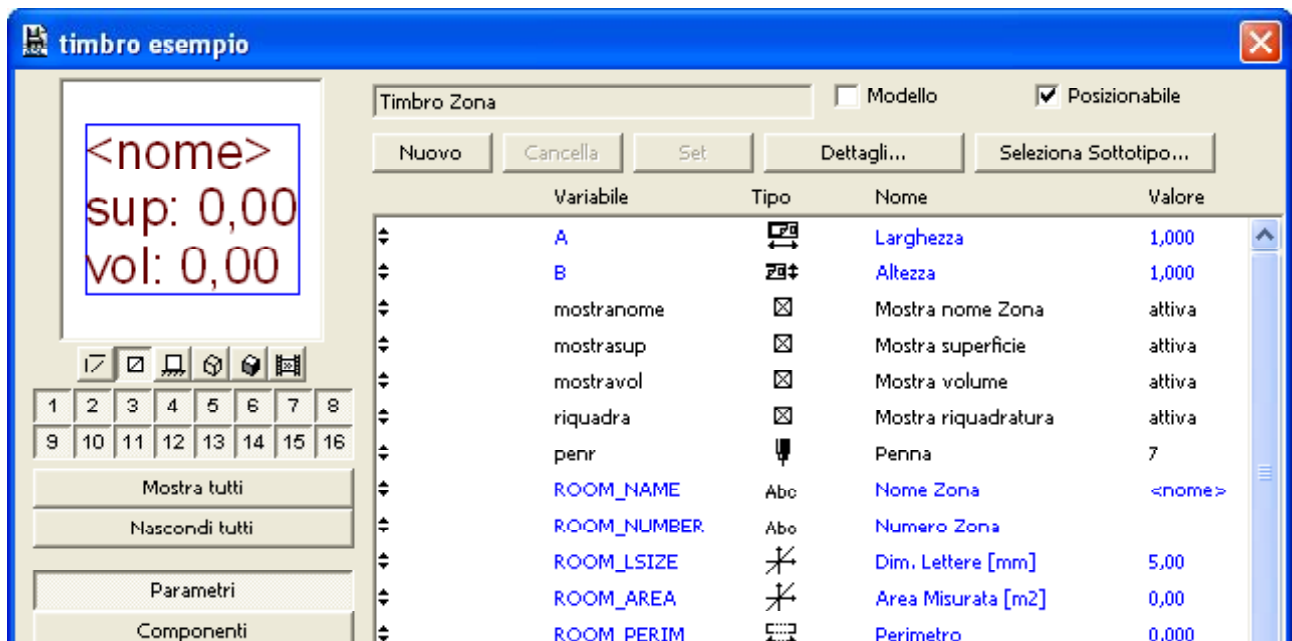 timbro esempio
<nome>
sup: 0,00
vol: 0,00
1 2 3 4 5 6 7 8
9 10 11 12 13 14 15 16
Mostra tutti
Nascondi tutti
Parametri
Componenti
Timbro Zona Modello Posizionabile
Nuovo Cancella Set Dettagli... Seleziona Sottotipo...
Variabile Tipo Nome Valore
A Larghezza 1,000
B Altezza 1,000
mostranome Mostra nome Zona attiva
mostrasup Mostra superficie attiva
mostravol Mostra volume attiva
riquadra Mostra riquadratura attiva
penr Penna 7
ROOM_NAME Abc Nome Zona <nome>
ROOM_NUMBER Abc Numero Zona
ROOM_LSIZE Dim. Lettere [mm] 5,00
ROOM_AREA Area Misurata [m2] 0,00
ROOM_PERIM Perimetro 0,000